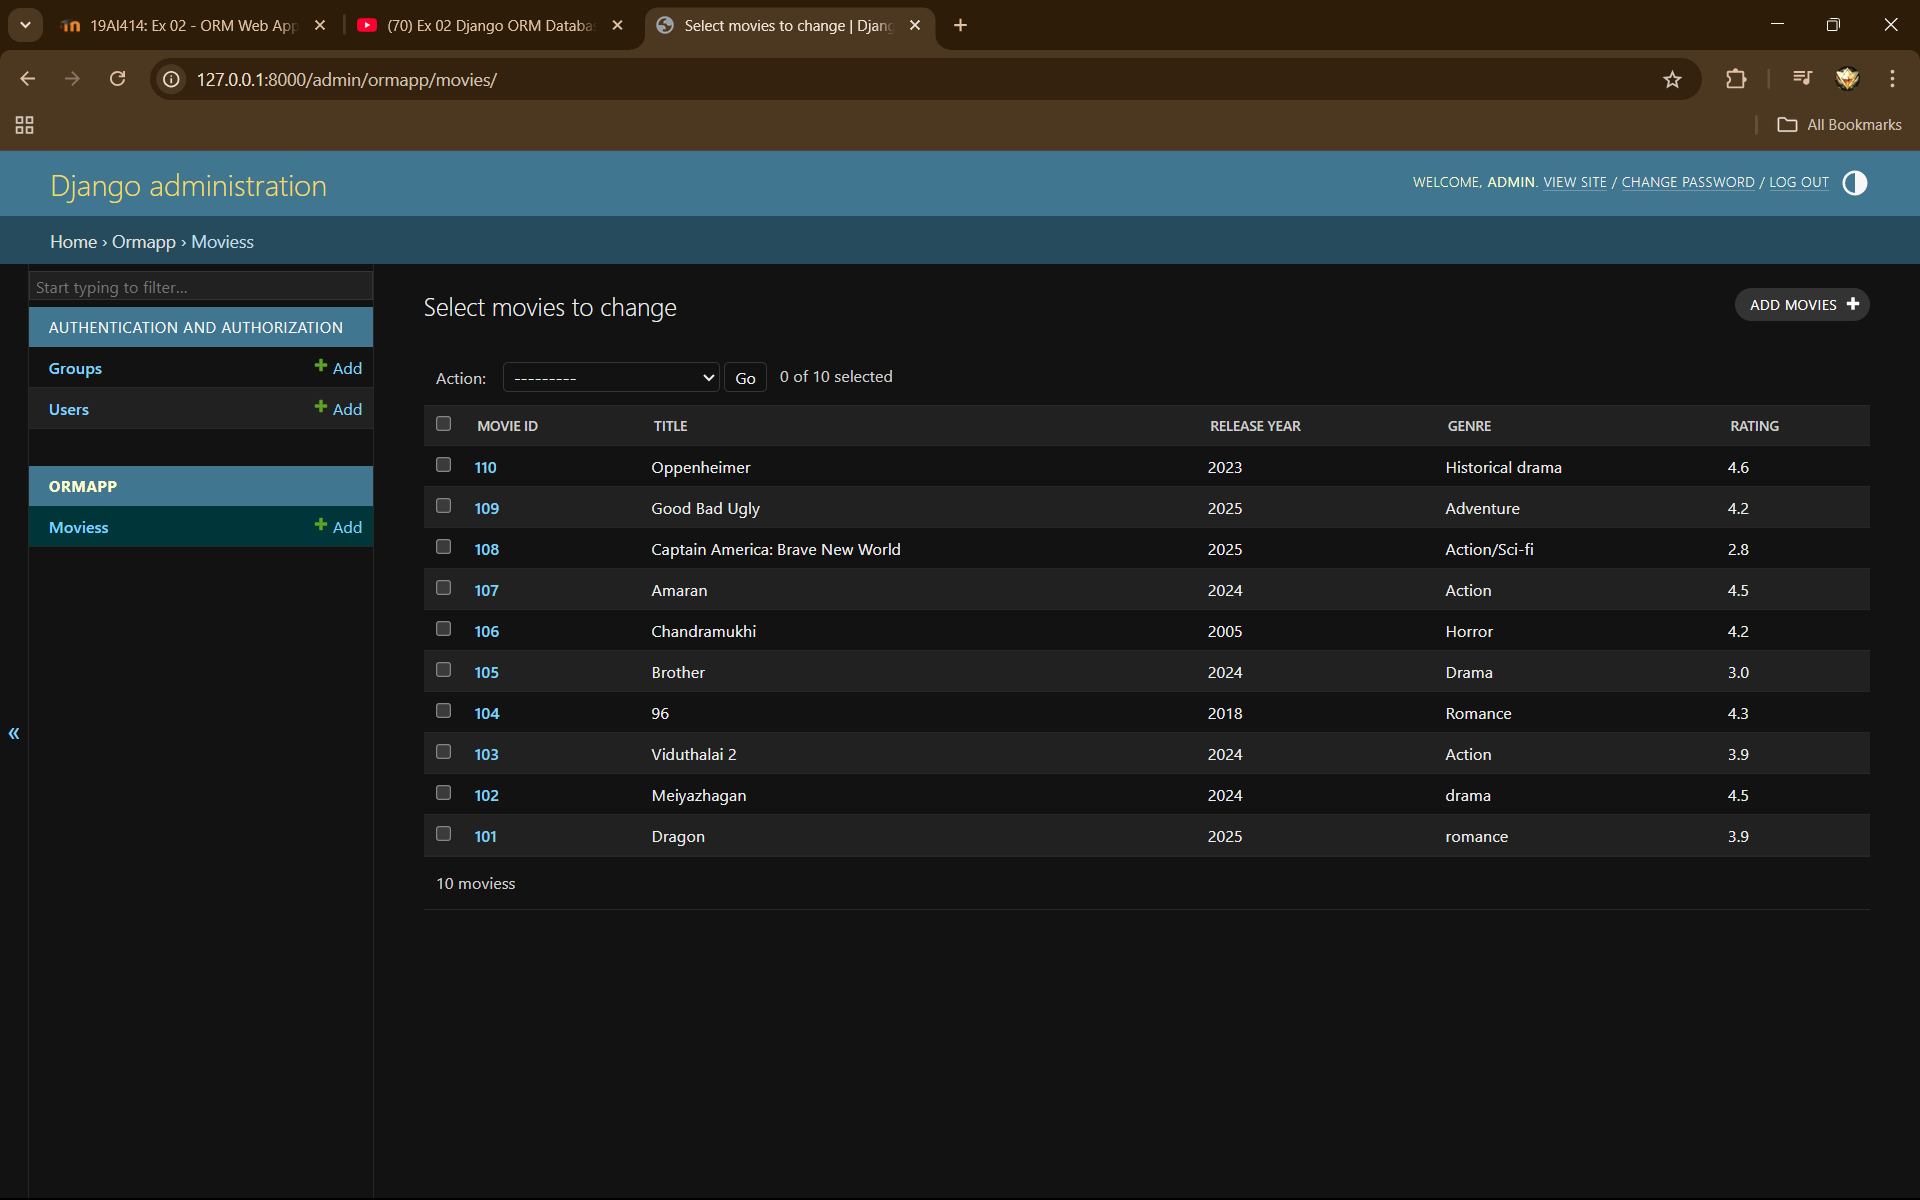 19AI414: Ex 02 - ORM Web App
(70) Ex 02 Django ORM Databa
Select movies to change | Djang
127.0.0.1:8000/admin/ormapp/movies/
All Bookmarks
Django administration
WELCOME, ADMIN. VIEW SITE / CHANGE PASSWORD / LOG OUT
Home › Ormapp › Moviess
Start typing to filter...
AUTHENTICATION AND AUTHORIZATION
Groups + Add
Users + Add
ORMAPP
Moviess + Add
«
Select movies to change
ADD MOVIES +
Action: --------- Go 0 of 10 selected
MOVIE ID TITLE RELEASE YEAR GENRE RATING
110 Oppenheimer 2023 Historical drama 4.6
109 Good Bad Ugly 2025 Adventure 4.2
108 Captain America: Brave New World 2025 Action/Sci-fi 2.8
107 Amaran 2024 Action 4.5
106 Chandramukhi 2005 Horror 4.2
105 Brother 2024 Drama 3.0
104 96 2018 Romance 4.3
103 Viduthalai 2 2024 Action 3.9
102 Meiyazhagan 2024 drama 4.5
101 Dragon 2025 romance 3.9
10 moviess